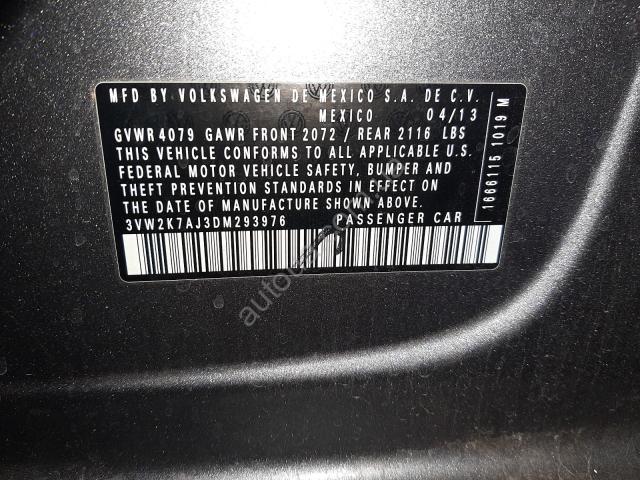 MFD BY VOLKSWAGEN DE MEXICO S.A. DE C.V.
MEXICO 04/13
GVWR 4079 GAWR FRONT 2072 / REAR 2116 LBS
THIS VEHICLE CONFORMS TO ALL APPLICABLE U.S.
FEDERAL MOTOR VEHICLE SAFETY, BUMPER AND
THEFT PREVENTION STANDARDS IN EFFECT ON
DATE OF MANUFACTURE SHOWN ABOVE.
3VW2K7AJ3DM293976 PASSENGER CAR
1666115 1019 M